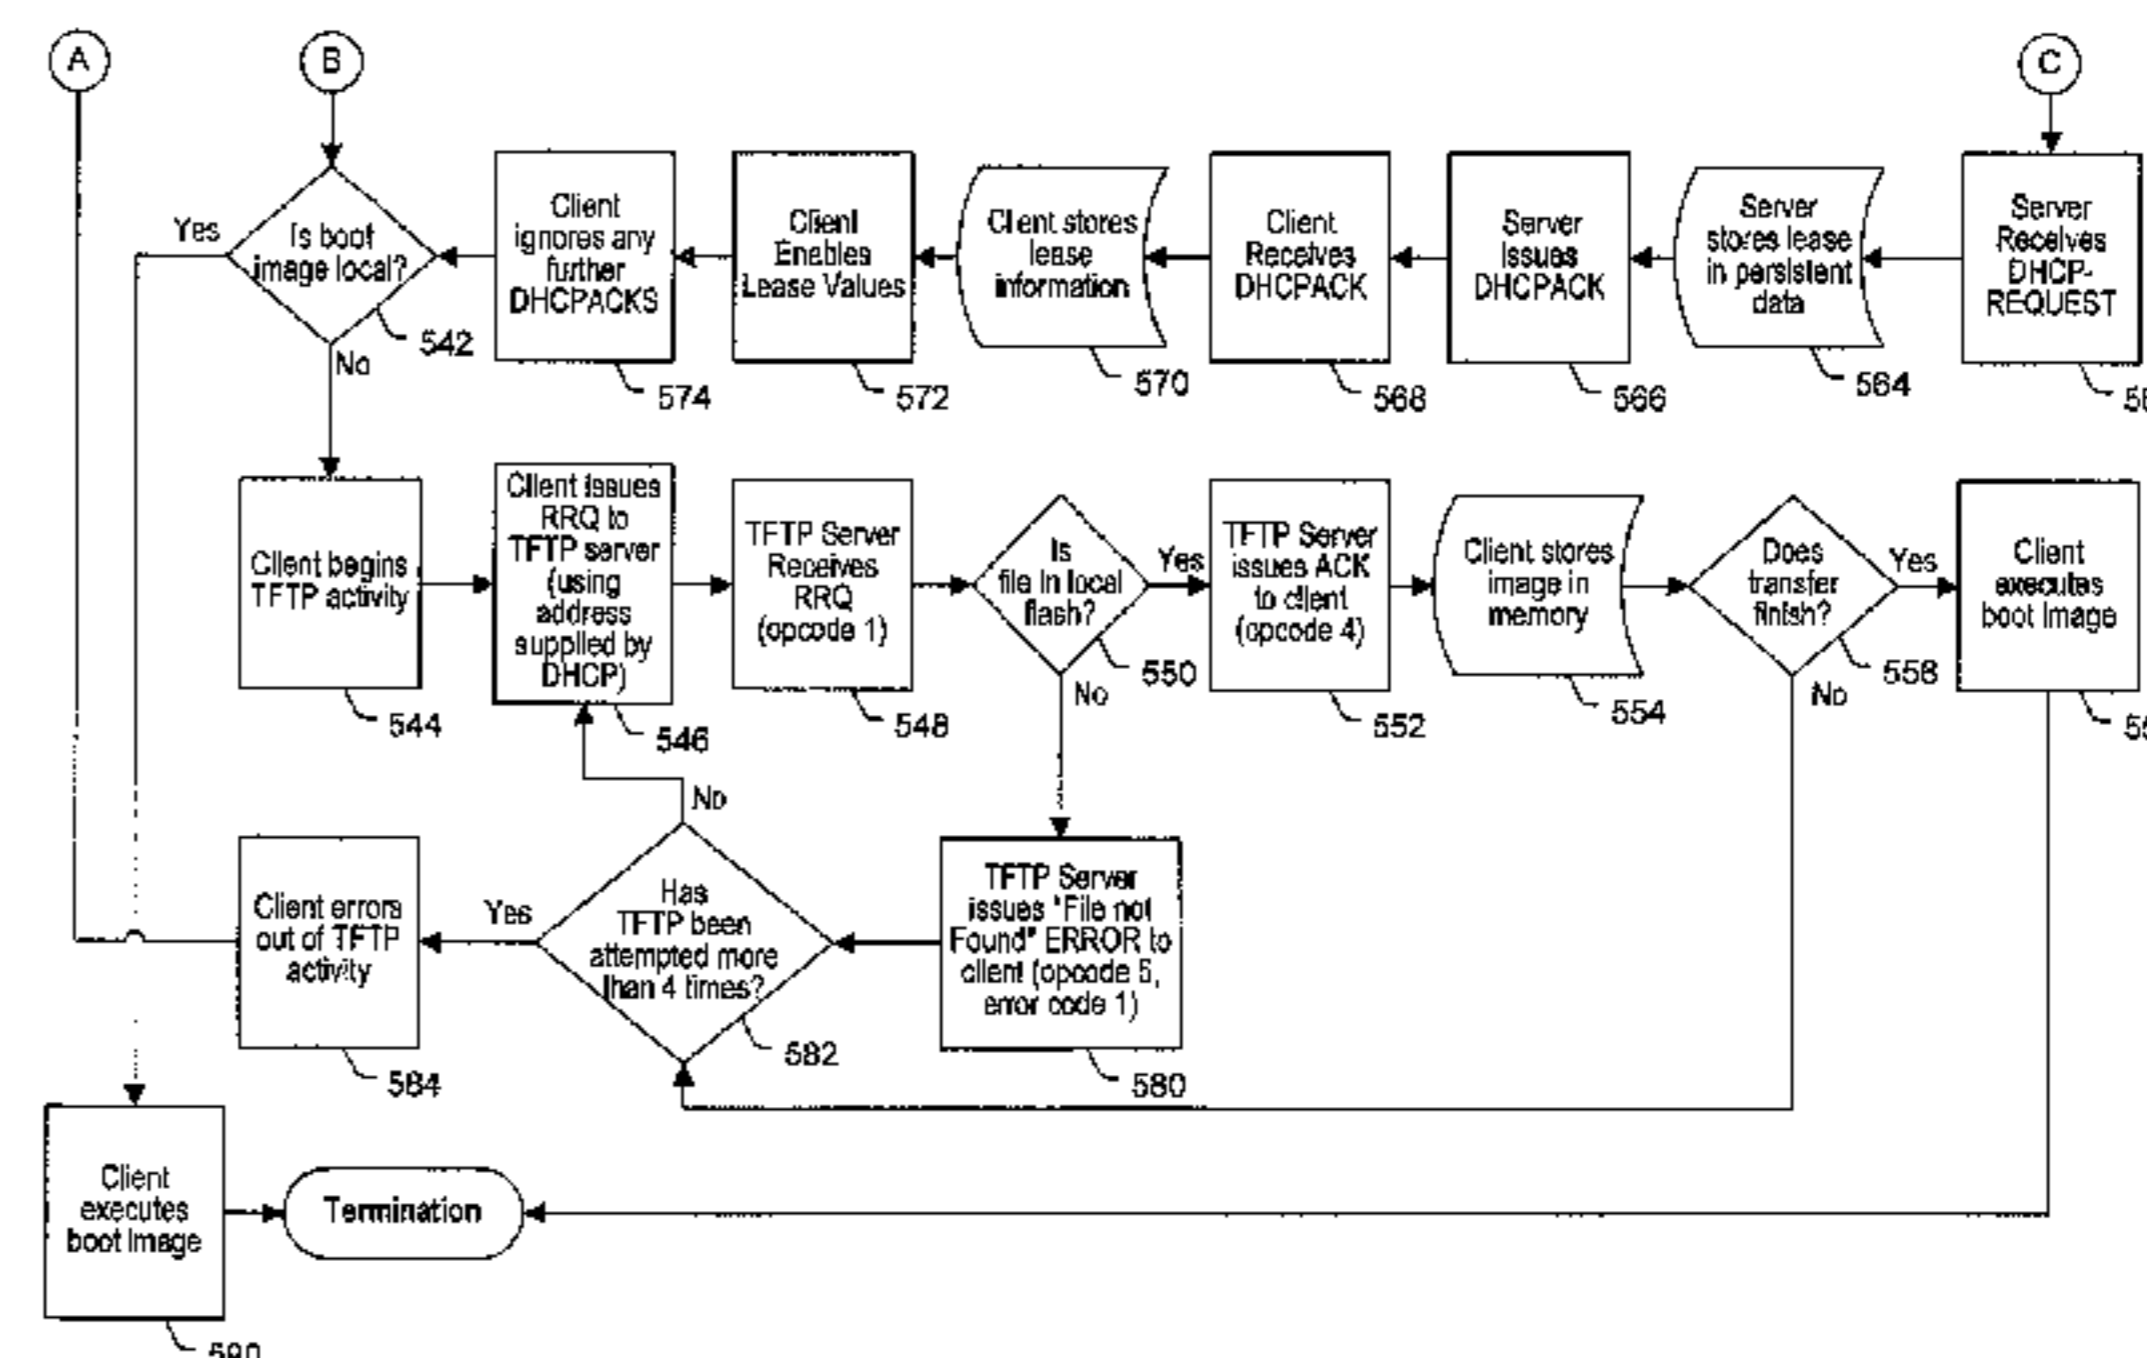 A
B
C
Yes
Is boot
image local?
542
No
Client
ignores any
further
DHCPACKS
574
Client
Enables
Lease Values
572
Client stores
lease
information
570
Client
Receives
DHCPACK
568
Server
Issues
DHCPACK
566
Server
stores lease
in persistent
data
564
Server
Receives
DHCP-
REQUEST
Client begins
TFTP activity
544
Client Issues
RRQ to
TFTP server
(using
address
supplied by
DHCP)
546
TFTP Server
Receives
RRQ
(opcode 1)
548
Is
file in local
flash?
550
Yes
No
TFTP Server
issues ACK
to client
(opcode 4)
552
Client stores
image in
memory
554
Does
transfer
finish?
556
Yes
No
Client
executes
boot Image
No
Client errors
out of TFTP
activity
584
Yes
Has
TFTP been
attempted more
than 4 times?
582
TFTP Server
issues "File not
Found" ERROR to
client (opcode 5,
error code 1)
580
Client
executes
boot Image
590
Termination